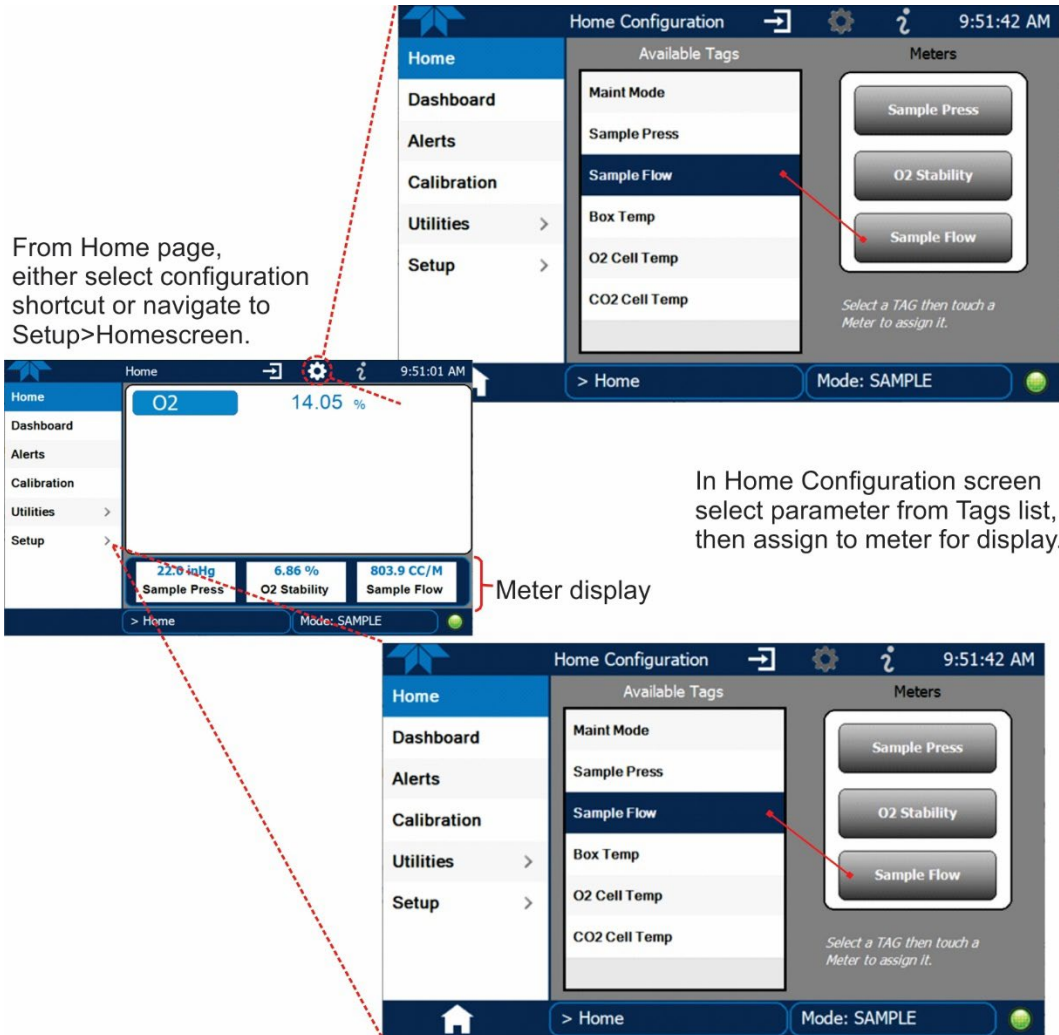 Home Configuration 9:51:42 AM
Home
Dashboard
Alerts
Calibration
Utilities >
Setup >
Available Tags
Maint Mode
Sample Press
Sample Flow
Box Temp
O2 Cell Temp
CO2 Cell Temp
Meters
Sample Press
O2 Stability
Sample Flow
Select a TAG then touch a
Meter to assign it.
> Home
Mode: SAMPLE
From Home page,
either select configuration
shortcut or navigate to
Setup>Homescreen.
Home 9:51:01 AM
Home
Dashboard
Alerts
Calibration
Utilities >
Setup >
O2 14.05 %
22.0 inHg 6.86 % 803.9 CC/M
Sample Press O2 Stability Sample Flow
> Home Mode: SAMPLE
Meter display
In Home Configuration screen
select parameter from Tags list,
then assign to meter for display.
Home Configuration 9:51:42 AM
Home
Dashboard
Alerts
Calibration
Utilities >
Setup >
Available Tags
Maint Mode
Sample Press
Sample Flow
Box Temp
O2 Cell Temp
CO2 Cell Temp
Meters
Sample Press
O2 Stability
Sample Flow
Select a TAG then touch a
Meter to assign it.
> Home
Mode: SAMPLE